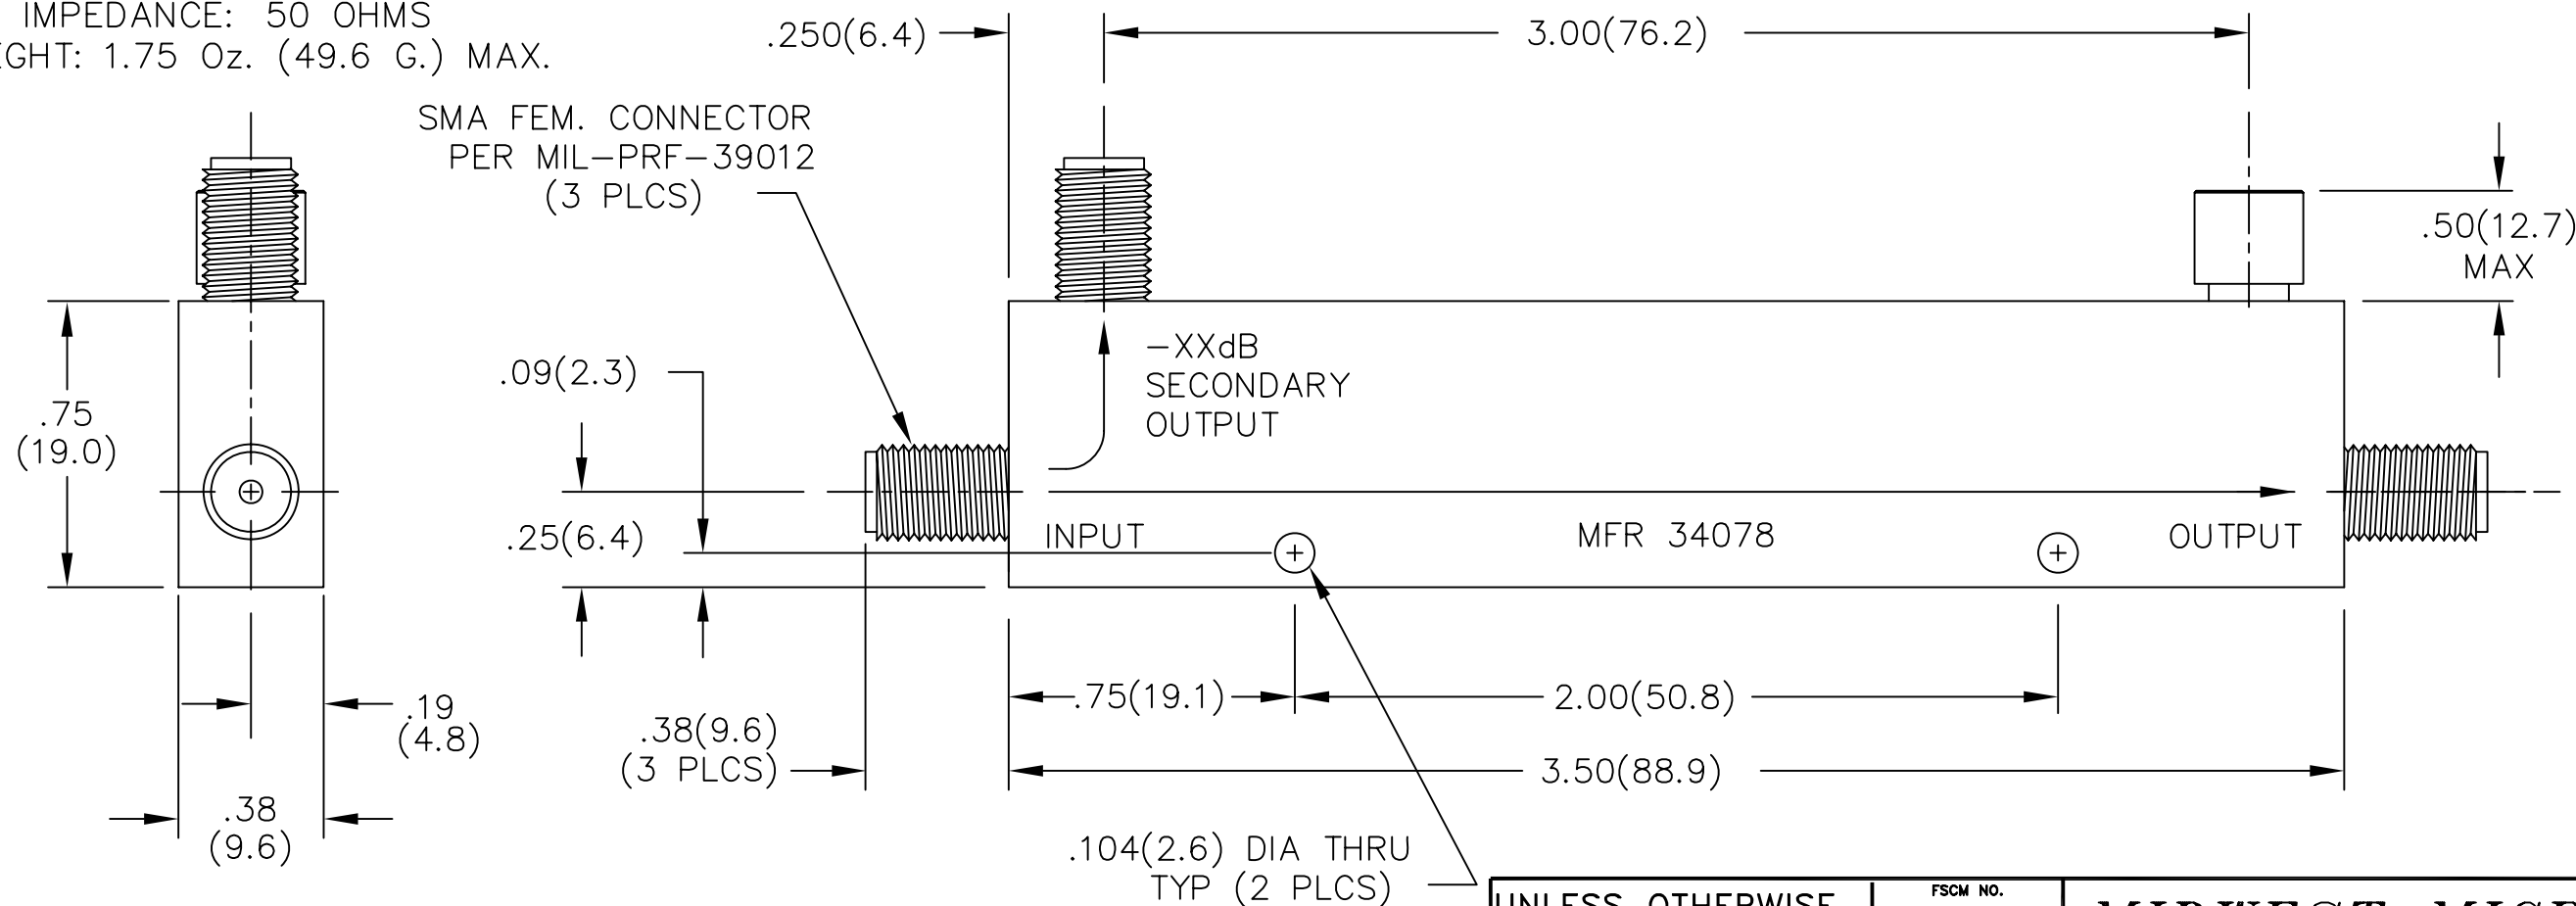 IMPEDANCE: 50 OHMS
1.75 Oz. (49.6 G.) MAX.
.250(6.4)
3.00(76.2)
SMA FEM. CONNECTOR
PER MIL-PRF-39012
(3 PLCS)
.50(12.7)
MAX
-XXdB
SECONDARY
OUTPUT
.09(2.3)
.75
(19.0)
.25(6.4)
INPUT
MFR 34078
OUTPUT
.19
(4.8)
.75(19.1)
2.00(50.8)
.38(9.6)
(3 PLCS)
3.50(88.9)
.38
(9.6)
.104(2.6) DIA THRU
TYP (2 PLCS)
UNLESS OTHERWISE
FSCM NO.
MIDWEST